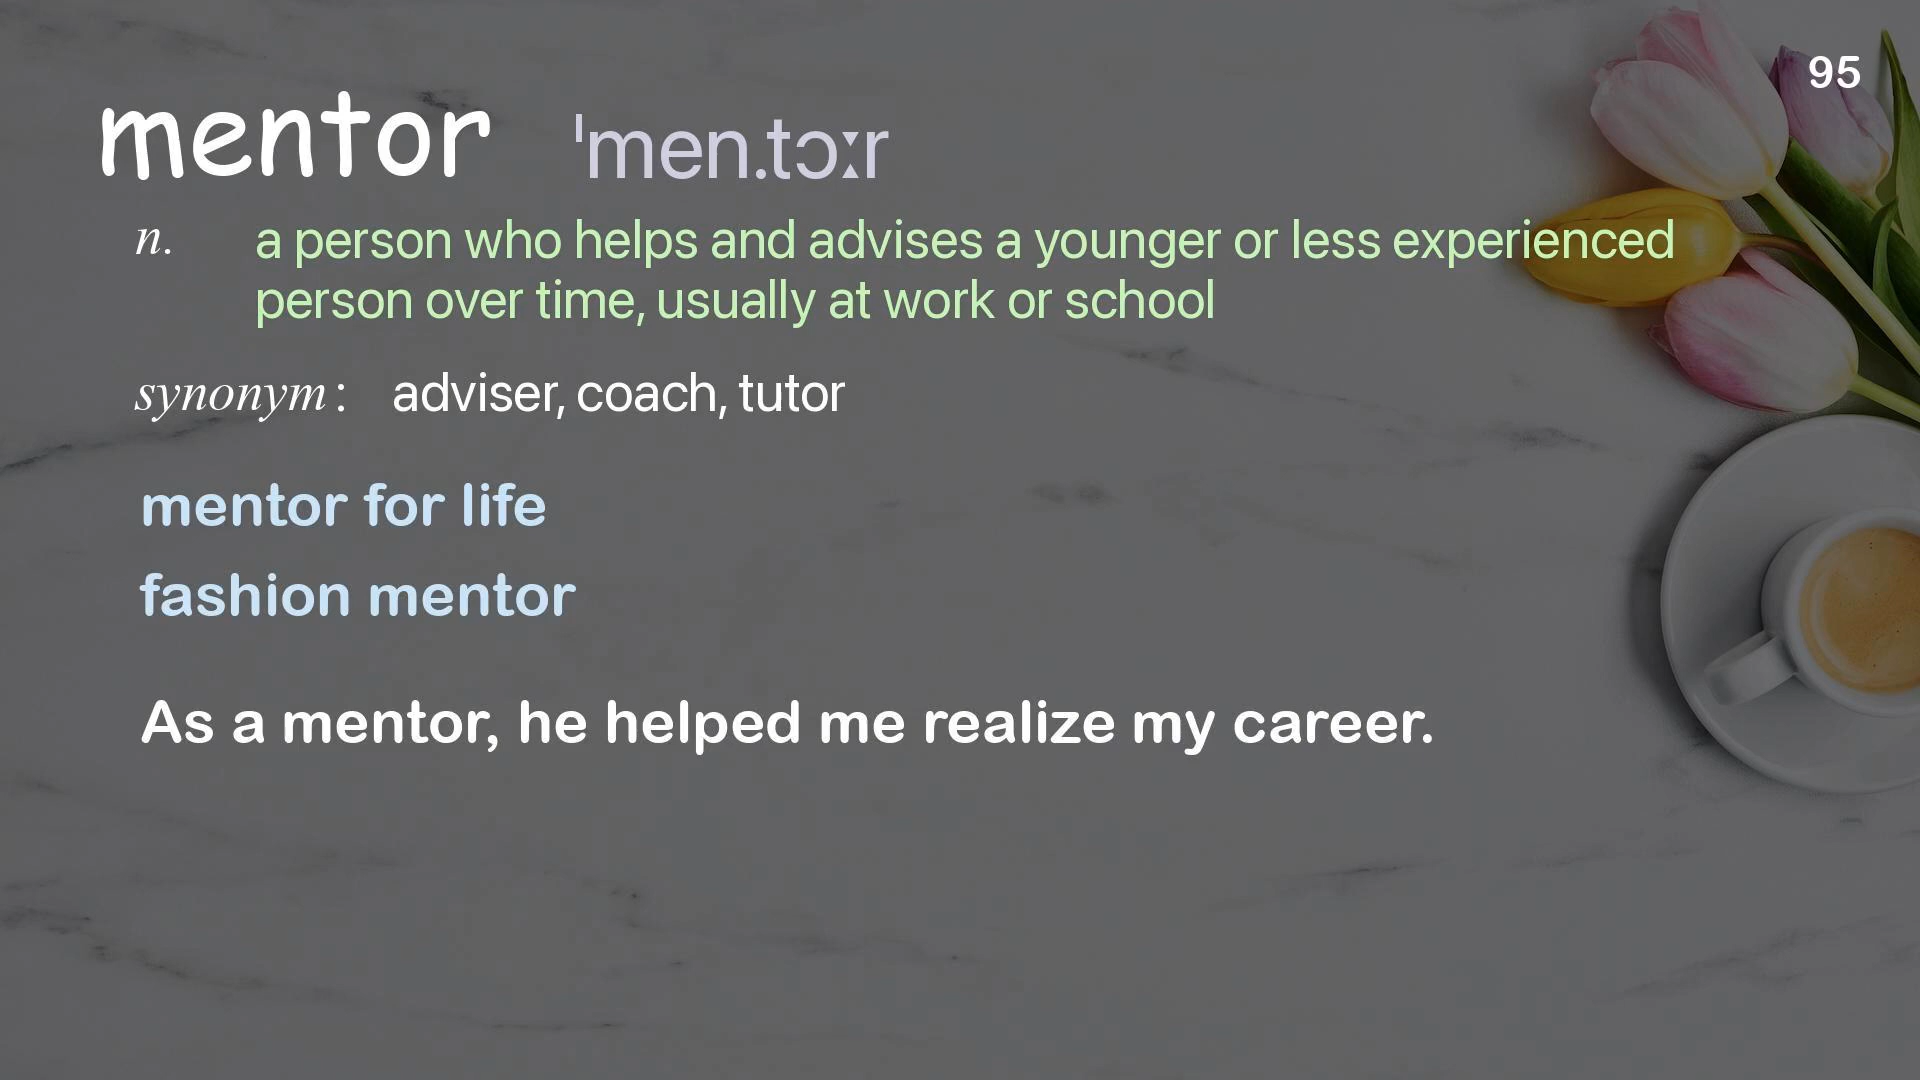 95
mentor ˈmen.tɔːr
n. a person who helps and advises a younger or less experienced
person over time, usually at work or school
synonym: adviser, coach, tutor
mentor for life
fashion mentor
As a mentor, he helped me realize my career.